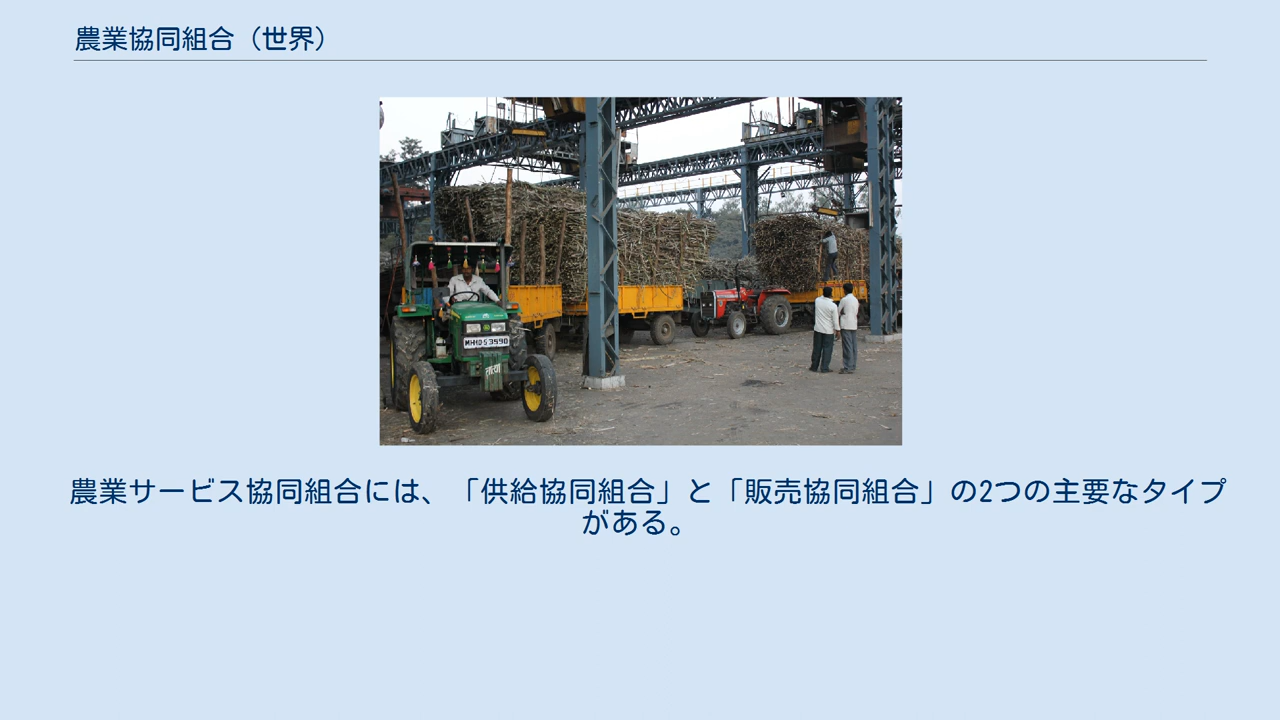 農業協同組合（世界）
MH10S3990
農業サービス協同組合には、「供給協同組合」と「販売協同組合」の2つの主要なタイプ
がある。